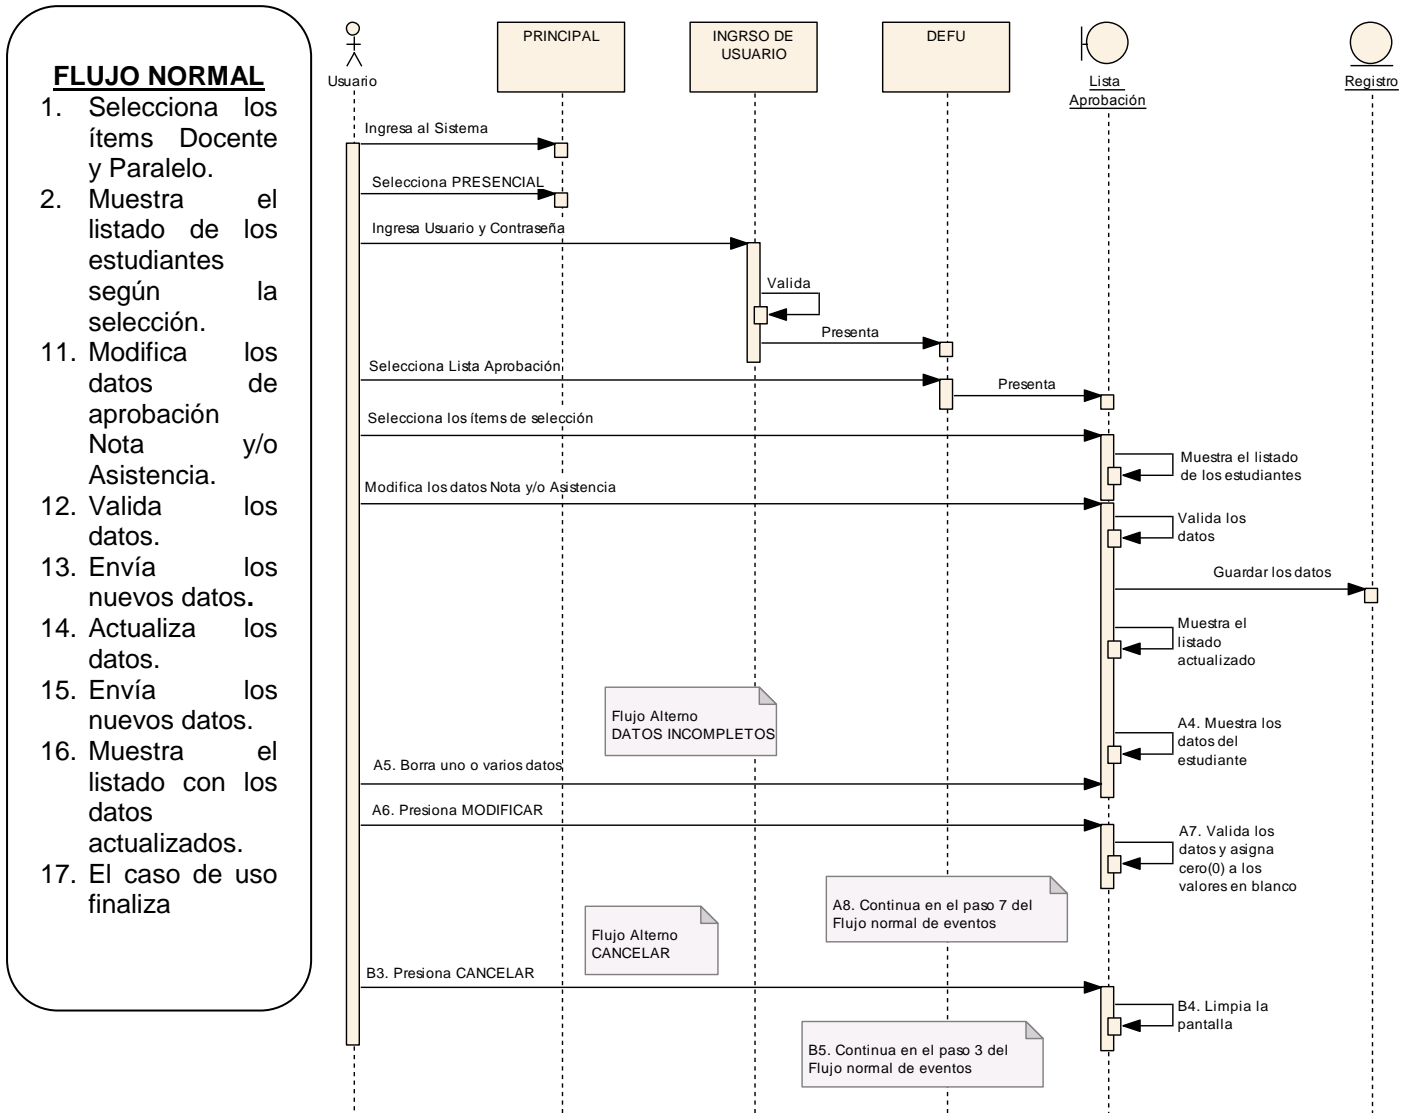 FLUJO NORMAL
1. Selecciona los
ítems Docente
y Paralelo.
2. Muestra el
listado de los
estudiantes
según la
selección.
11. Modifica los
datos de
aprobación
Nota y/o
Asistencia.
12. Valida los
datos.
13. Envía los
nuevos datos.
14. Actualiza los
datos.
15. Envía los
nuevos datos.
16. Muestra el
listado con los
datos
actualizados.
17. El caso de uso
finaliza
Usuario
PRINCIPAL
INGRSO DE
USUARIO
DEFU
Lista
Aprobación
Registro
Ingresa al Sistema
Selecciona PRESENCIAL
Ingresa Usuario y Contraseña
Valida
Presenta
Selecciona Lista Aprobación
Presenta
Selecciona los ítems de selección
Muestra el listado
de los estudiantes
Modifica los datos Nota y/o Asistencia
Valida los
datos
Guardar los datos
Muestra el
listado
actualizado
Flujo Alterno
DATOS INCOMPLETOS
A4. Muestra los
datos del
estudiante
A5. Borra uno o varios datos
A6. Presiona MODIFICAR
A7. Valida los
datos y asigna
cero(0) a los
valores en blanco
A8. Continua en el paso 7 del
Flujo normal de eventos
Flujo Alterno
CANCELAR
B3. Presiona CANCELAR
B4. Limpia la
pantalla
B5. Continua en el paso 3 del
Flujo normal de eventos